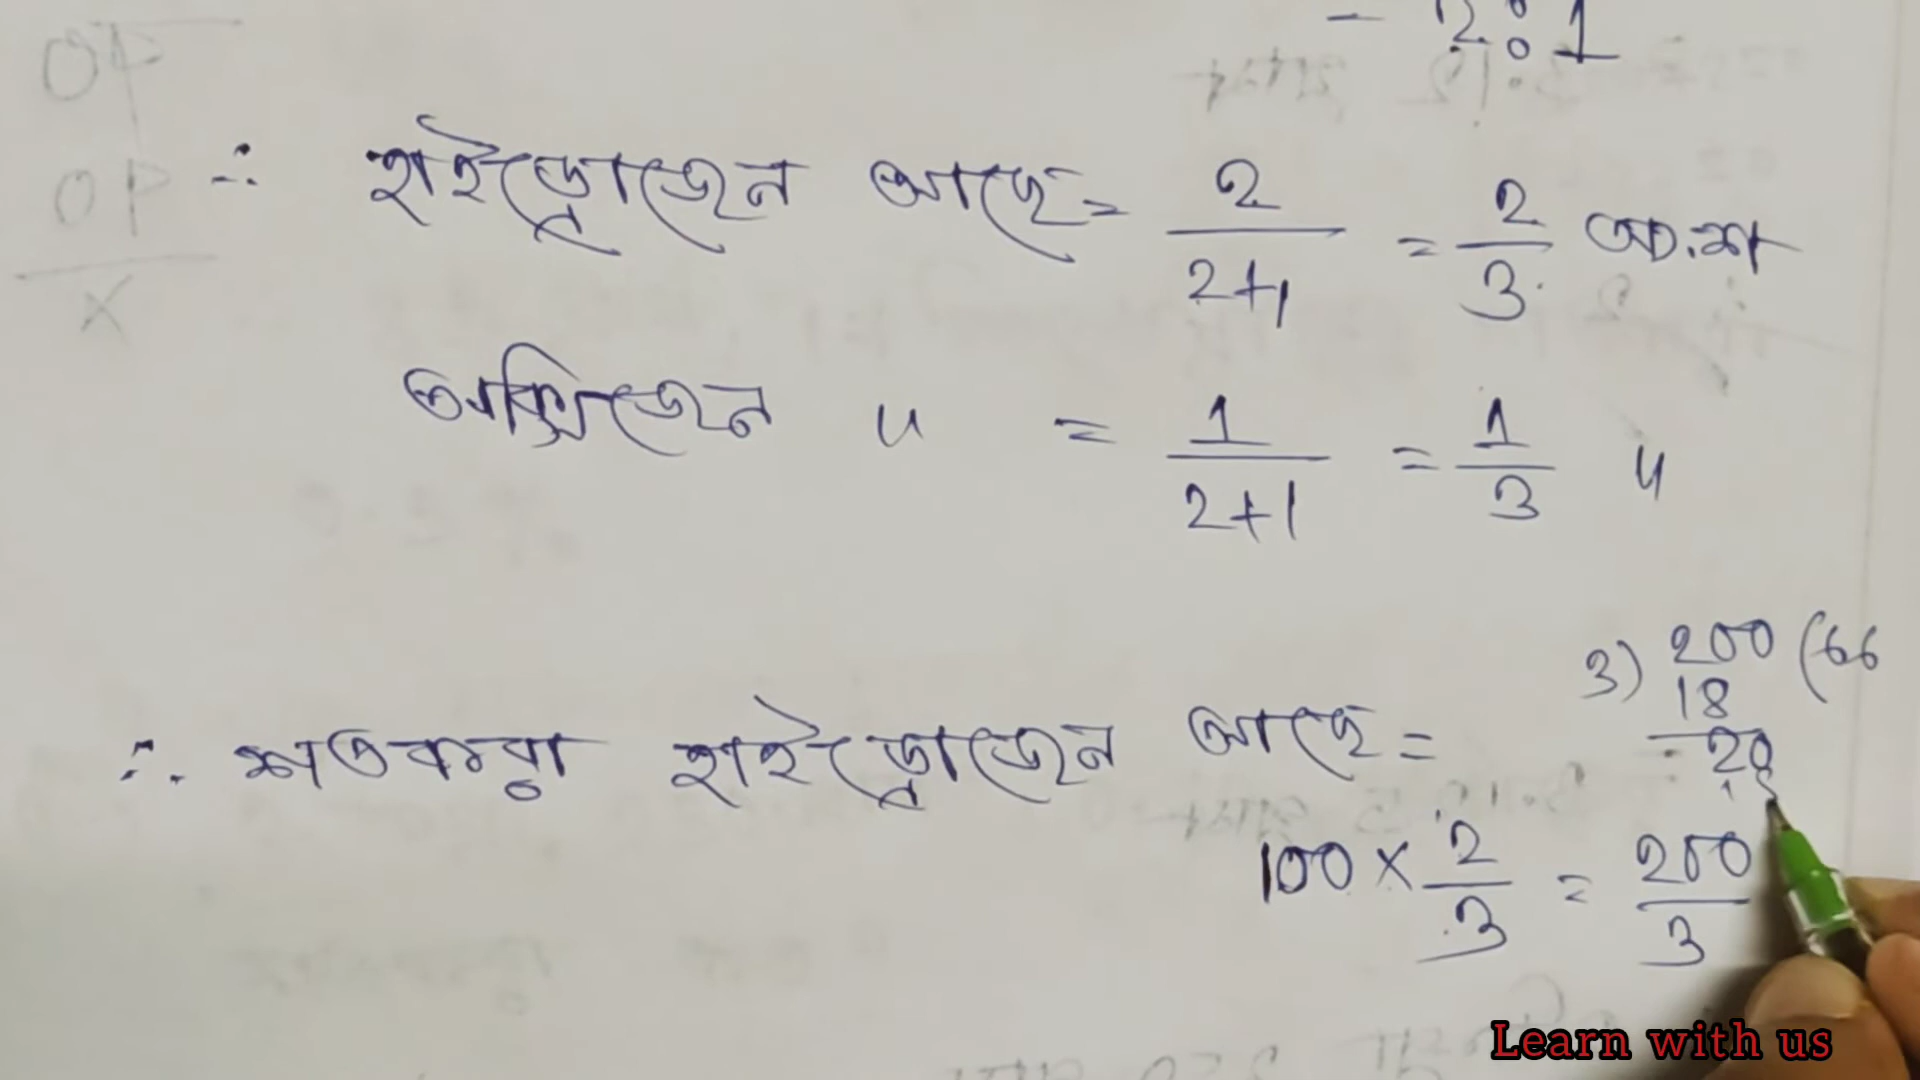 - 2:1
∴ হাইড্রোজেন আছে = 2/2+1 = 2/3 অংশ
অক্সিজেন " = 1/2+1 = 1/3 "
3) 200 (66
18
20
∴ শতকরা হাইড্রোজেন আছে =
100 × 2/3 = 200/3
Learn with us